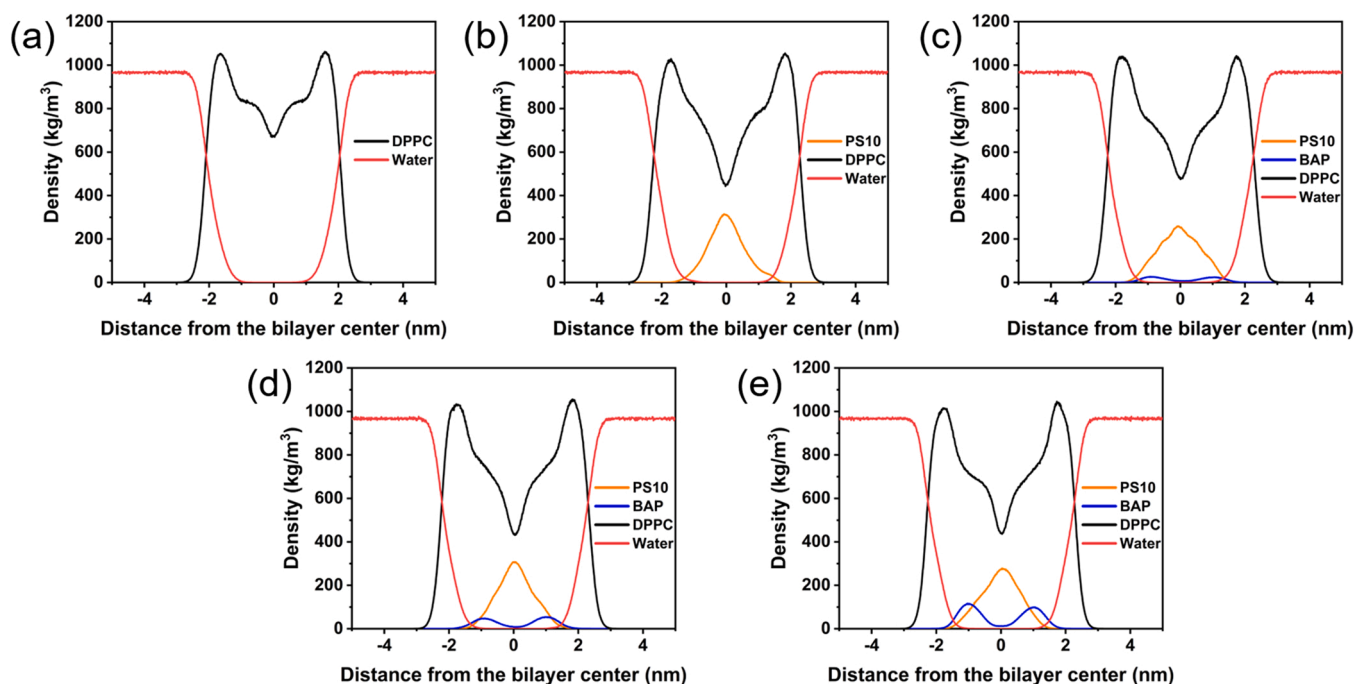 (a)
1200
1000
800
600
400
200
0
Density (kg/m³)
DPPC
Water
-4
-2
0
2
4
Distance from the bilayer center (nm)
(b)
1200
1000
800
600
400
200
0
Density (kg/m³)
PS10
DPPC
Water
-4
-2
0
2
4
Distance from the bilayer center (nm)
(c)
1200
1000
800
600
400
200
0
Density (kg/m³)
PS10
BAP
DPPC
Water
-4
-2
0
2
4
Distance from the bilayer center (nm)
(d)
1200
1000
800
600
400
200
0
Density (kg/m³)
PS10
BAP
DPPC
Water
-4
-2
0
2
4
Distance from the bilayer center (nm)
(e)
1200
1000
800
600
400
200
0
Density (kg/m³)
PS10
BAP
DPPC
Water
-4
-2
0
2
4
Distance from the bilayer center (nm)